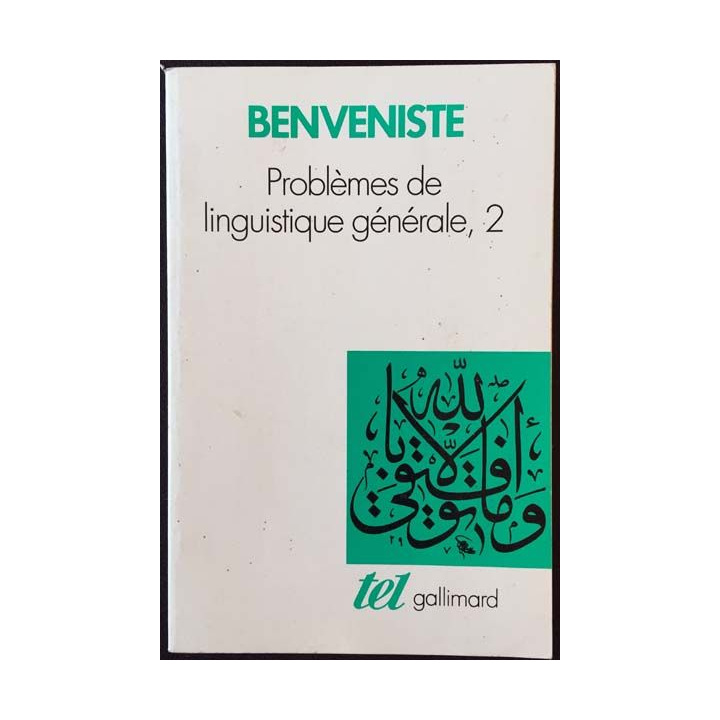 BENVENISTE
Problèmes de
linguistique générale, 2
وما توفيقي إلا بالله
tel gallimard